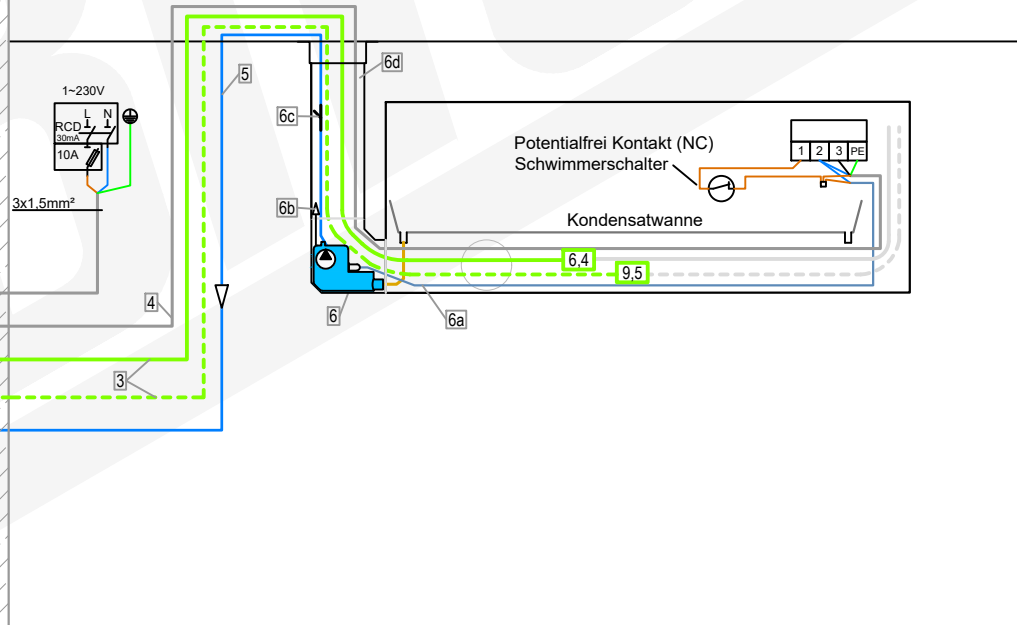 6d
5
1~230V
6c
L N
RCD
30mA
10A
Potentialfrei Kontakt (NC)
Schwimmerschalter
1 2 3 PE
3x1,5mm²
6b
Kondensatwanne
6,4
9,5
4
6
6a
3